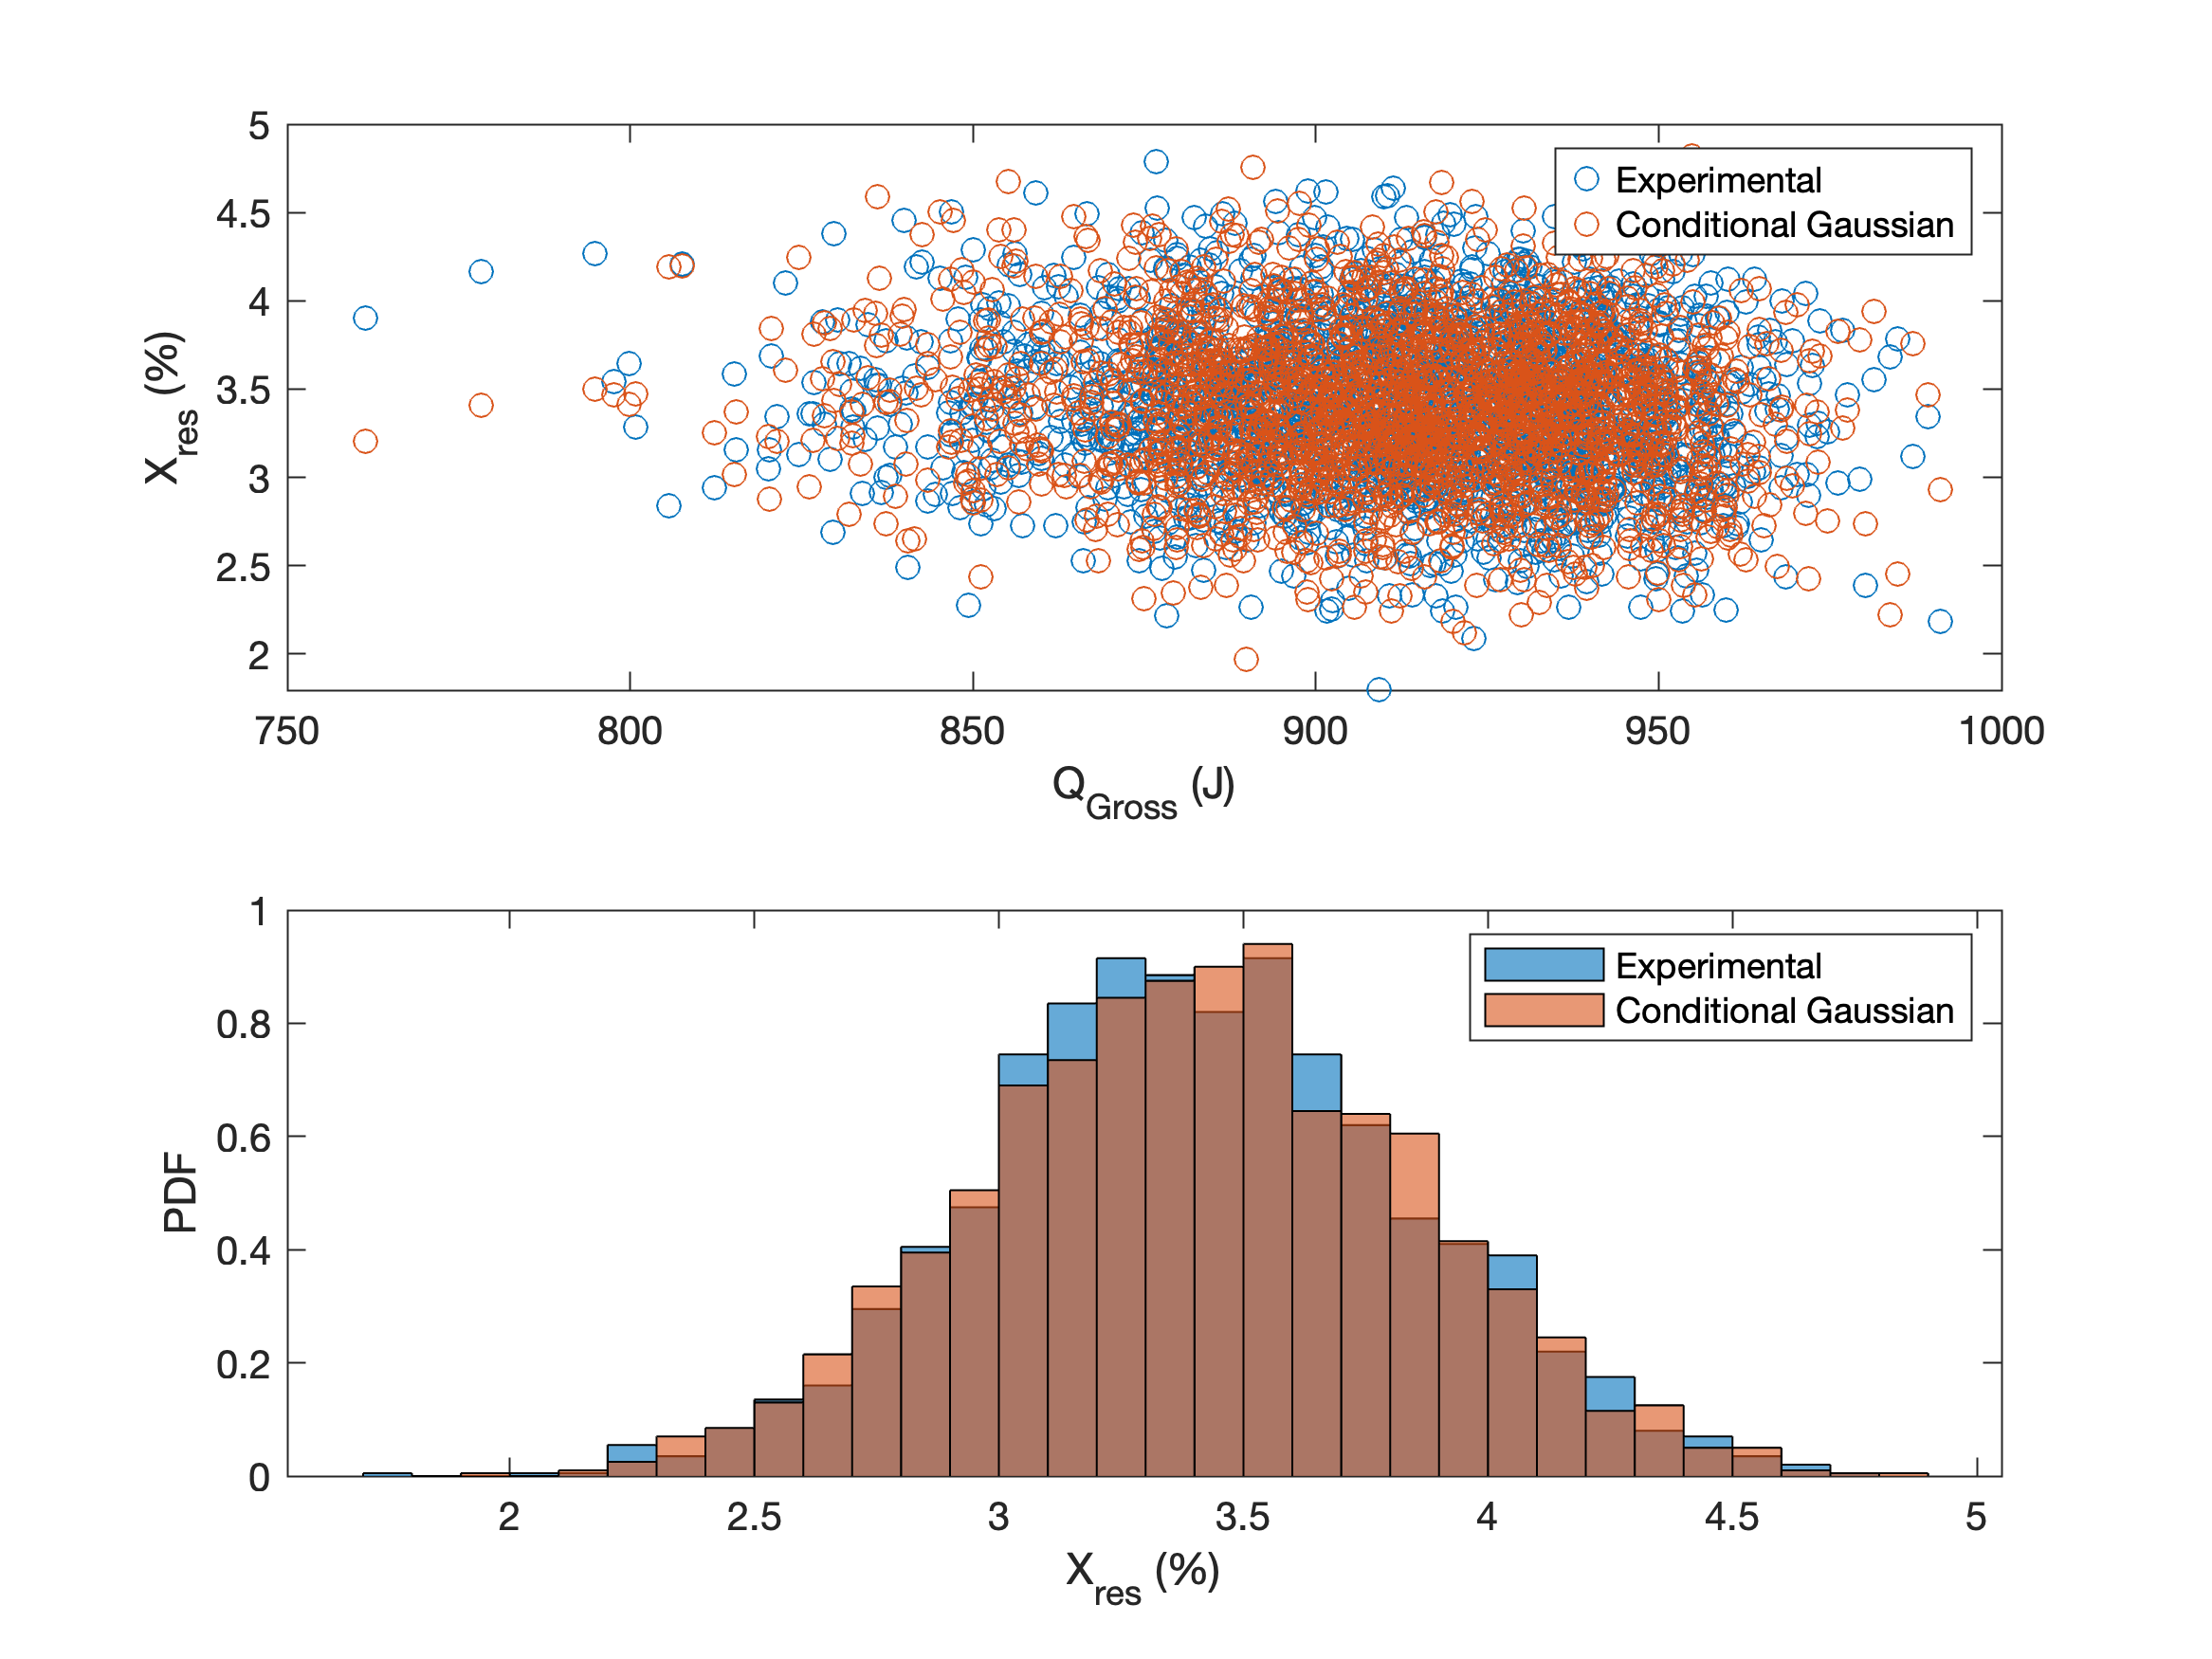 5
4.5
4
3.5
3
2.5
2
X_res (%)
Experimental
Conditional Gaussian
750 800 850 900 950 1000
Q_Gross (J)
1
0.8
0.6
0.4
0.2
0
PDF
Experimental
Conditional Gaussian
2 2.5 3 3.5 4 4.5 5
X_res (%)